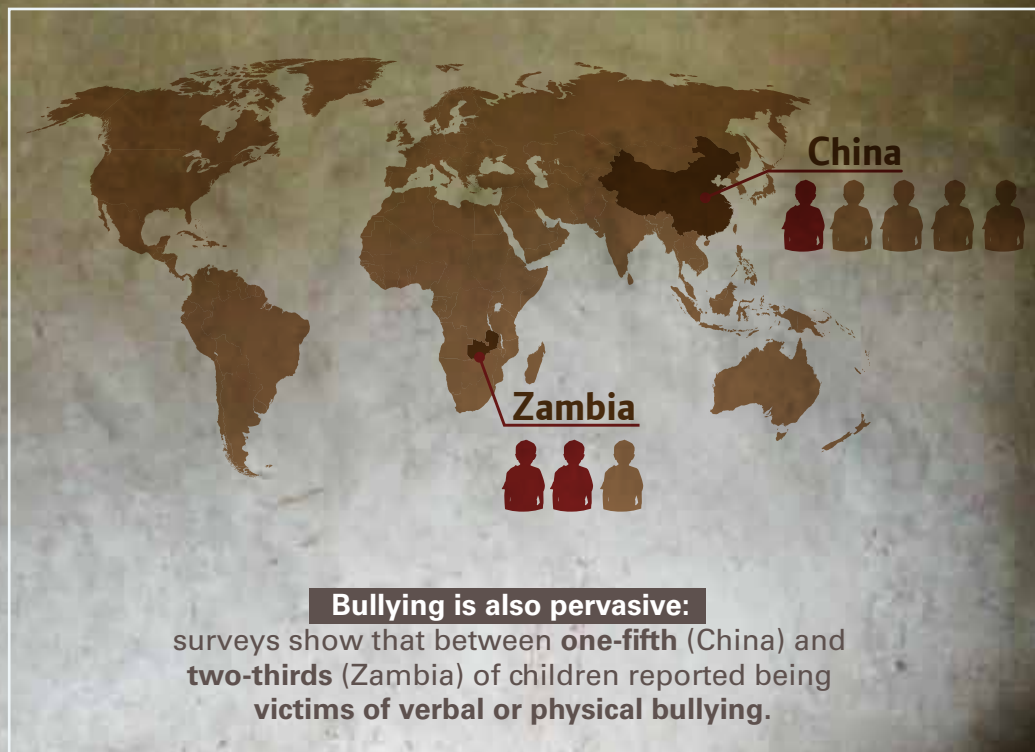 China
Zambia
Bullying is also pervasive:
surveys show that between one-fifth (China) and
two-thirds (Zambia) of children reported being
victims of verbal or physical bullying.